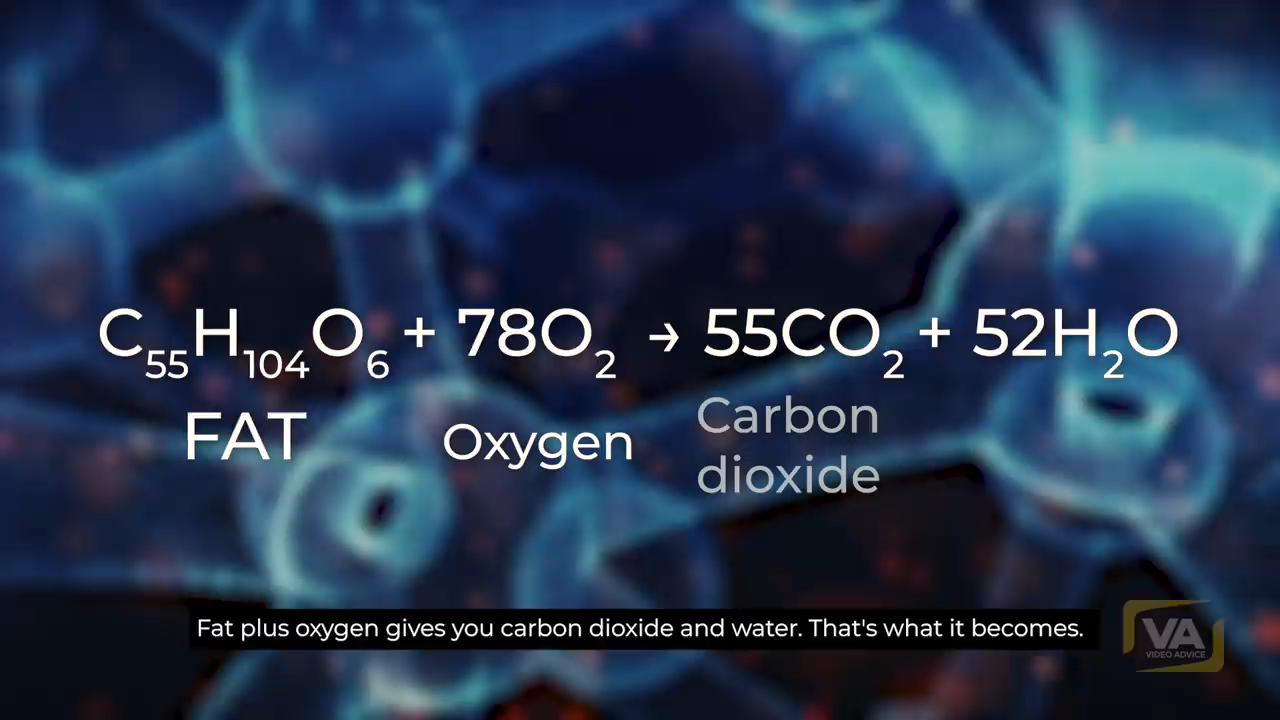 C₅₅H₁₀₄O₆ + 78O₂ → 55CO₂ + 52H₂O
FAT Oxygen Carbon
dioxide
Fat plus oxygen gives you carbon dioxide and water. That's what it becomes.
VA
VIDEO ADVICE